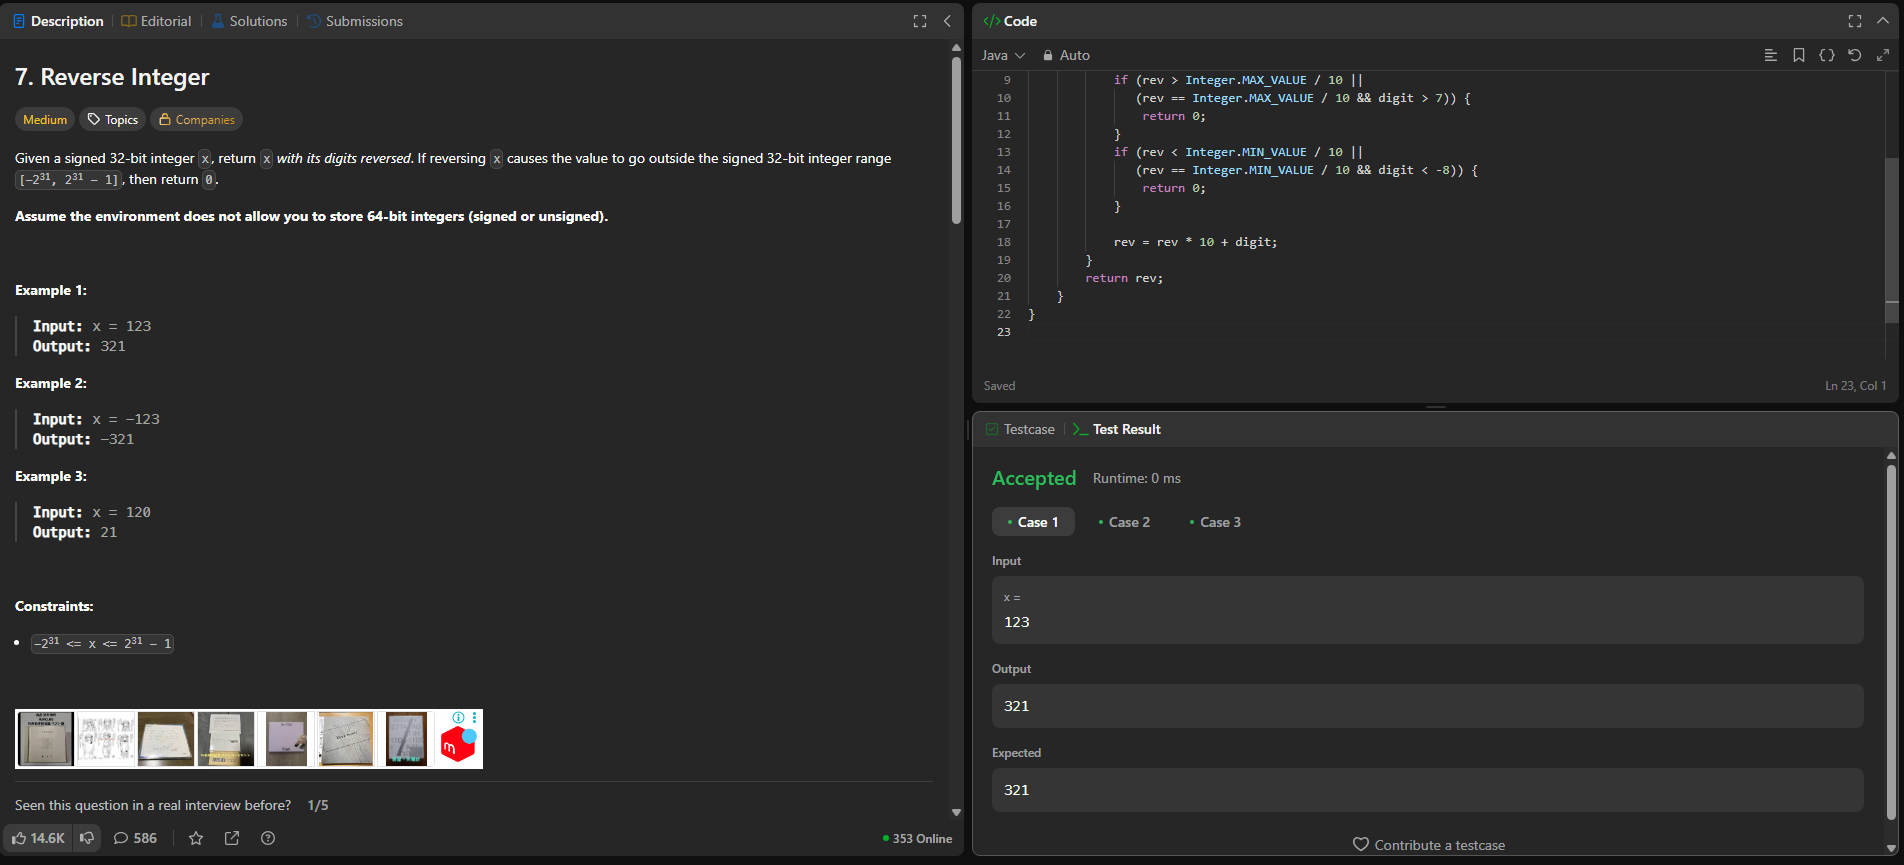 Description
Editorial
Solutions
Submissions
7. Reverse Integer
Medium
Topics
Companies
Given a signed 32-bit integer x, return x with its digits reversed. If reversing x causes the value to go outside the signed 32-bit integer range
[-2³¹, 2³¹ - 1], then return 0.
Assume the environment does not allow you to store 64-bit integers (signed or unsigned).
Example 1:
Input: x = 123
Output: 321
Example 2:
Input: x = -123
Output: -321
Example 3:
Input: x = 120
Output: 21
Constraints:
-2³¹ <= x <= 2³¹ - 1
Seen this question in a real interview before? 1/5
14.6K
586
353 Online
</>Code
Java
Auto
9 if (rev > Integer.MAX_VALUE / 10 ||
10 (rev == Integer.MAX_VALUE / 10 && digit > 7)) {
11 return 0;
12 }
13 if (rev < Integer.MIN_VALUE / 10 ||
14 (rev == Integer.MIN_VALUE / 10 && digit < -8)) {
15 return 0;
16 }
17
18 rev = rev * 10 + digit;
19 }
20 return rev;
21 }
22 }
23
Saved
Ln 23, Col 1
Testcase
>_ Test Result
Accepted
Runtime: 0 ms
Case 1
Case 2
Case 3
Input
x =
123
Output
321
Expected
321
Contribute a testcase